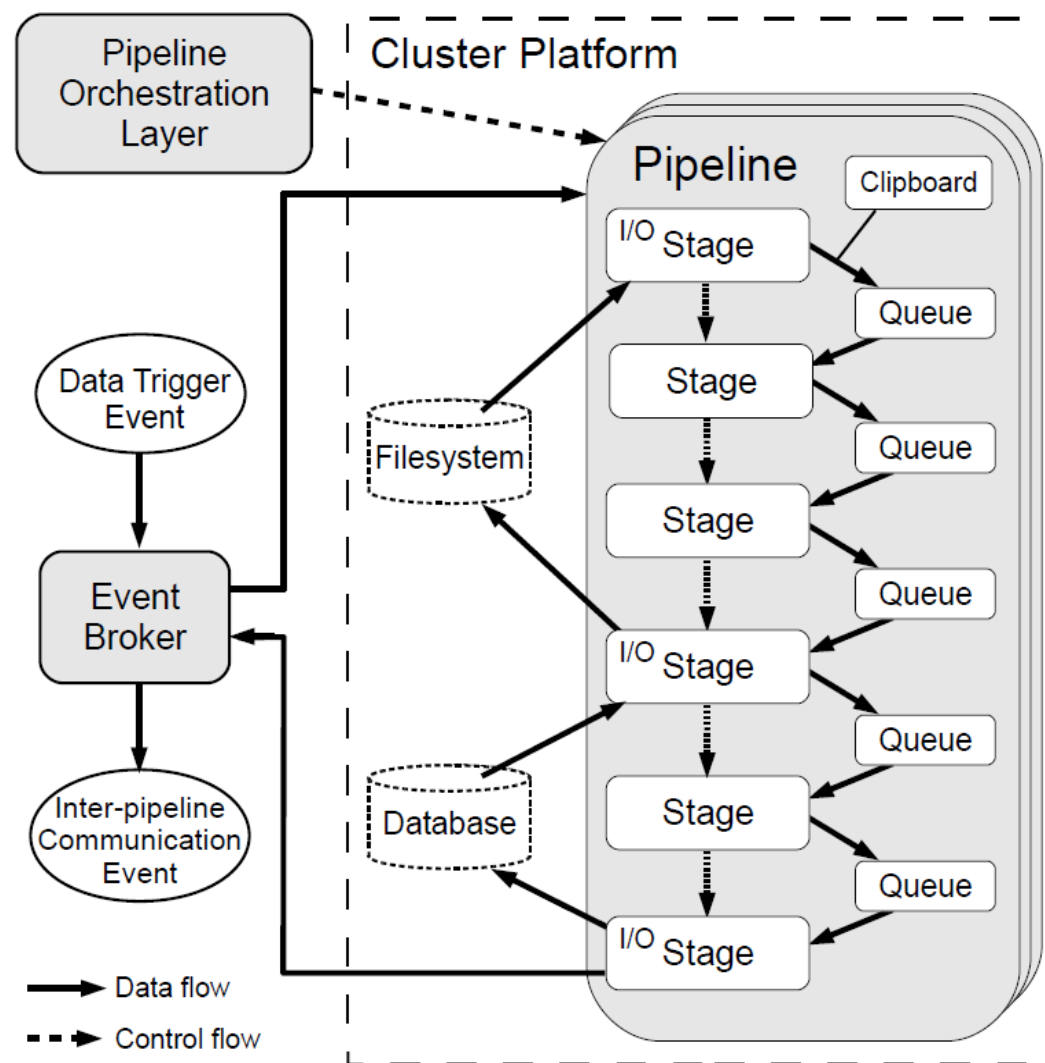 Pipeline
Orchestration
Layer
Cluster Platform
Pipeline
Clipboard
I/O Stage
Queue
Stage
Queue
Stage
Queue
I/O Stage
Queue
Stage
Queue
I/O Stage
Data Trigger
Event
Filesystem
Event
Broker
Database
Inter-pipeline
Communication
Event
Data flow
Control flow